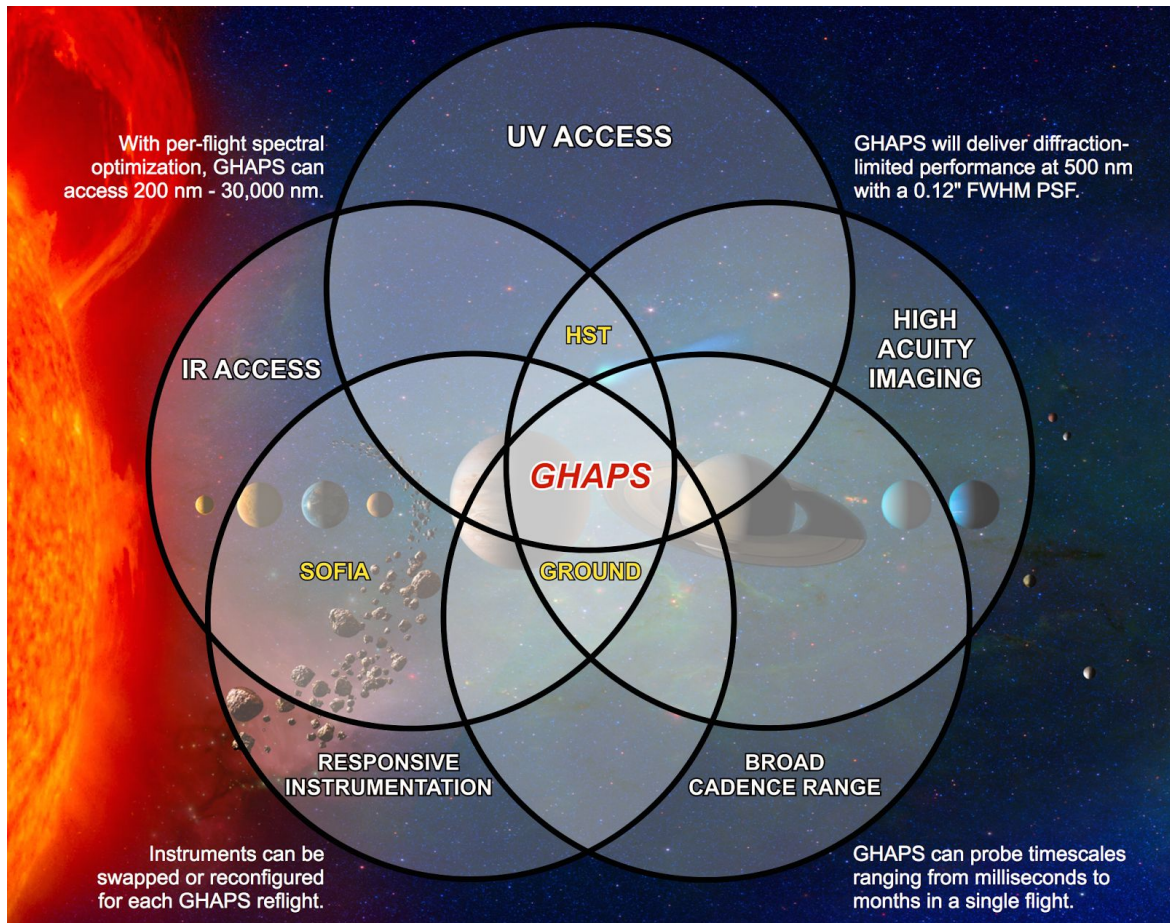 UV ACCESS
With per-flight spectral
optimization, GHAPS can
access 200 nm - 30,000 nm.
GHAPS will deliver diffraction-
limited performance at 500 nm
with a 0.12" FWHM PSF.
HST
HIGH
ACUITY
IMAGING
IR ACCESS
GHAPS
SOFIA
GROUND
RESPONSIVE
INSTRUMENTATION
BROAD
CADENCE RANGE
Instruments can be
swapped or reconfigured
for each GHAPS reflight.
GHAPS can probe timescales
ranging from milliseconds to
months in a single flight.